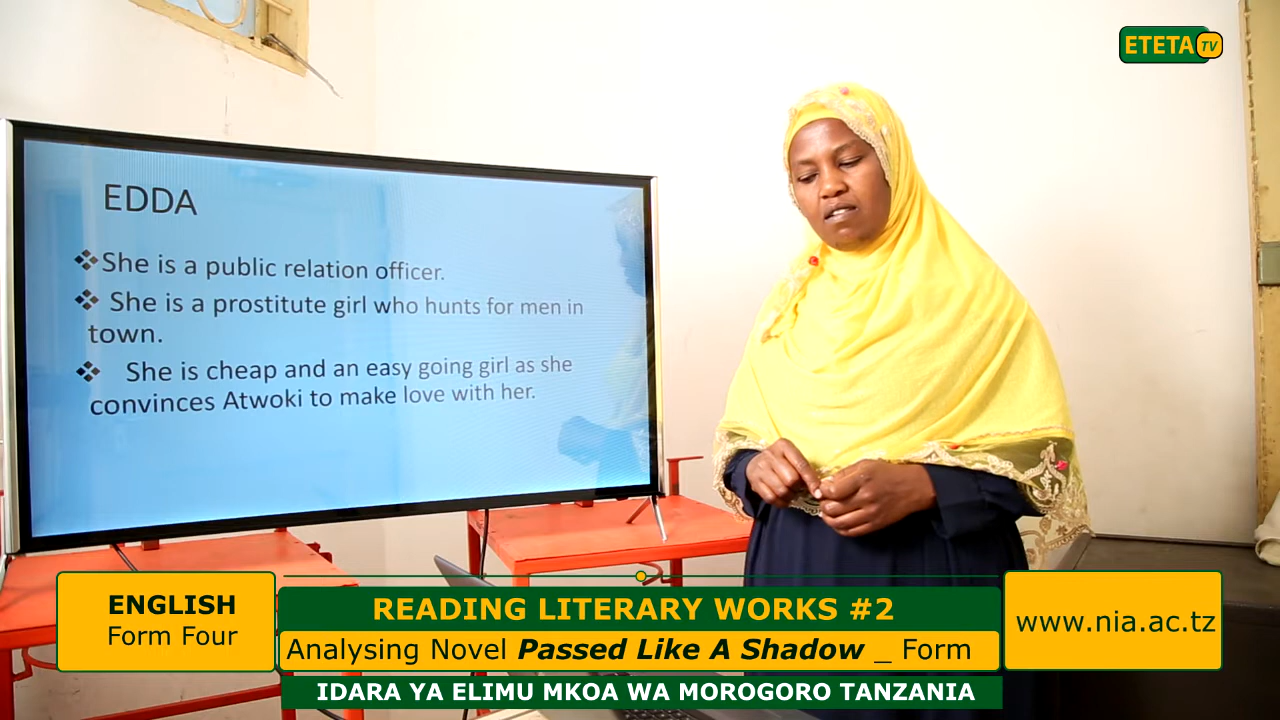 ETETA TV
EDDA
❖She is a public relation officer.
❖ She is a prostitute girl who hunts for men in
town.
❖ She is cheap and an easy going girl as she
convinces Atwoki to make love with her.
ENGLISH
Form Four
READING LITERARY WORKS #2
Analysing Novel Passed Like A Shadow _ Form
www.nia.ac.tz
IDARA YA ELIMU MKOA WA MOROGORO TANZANIA